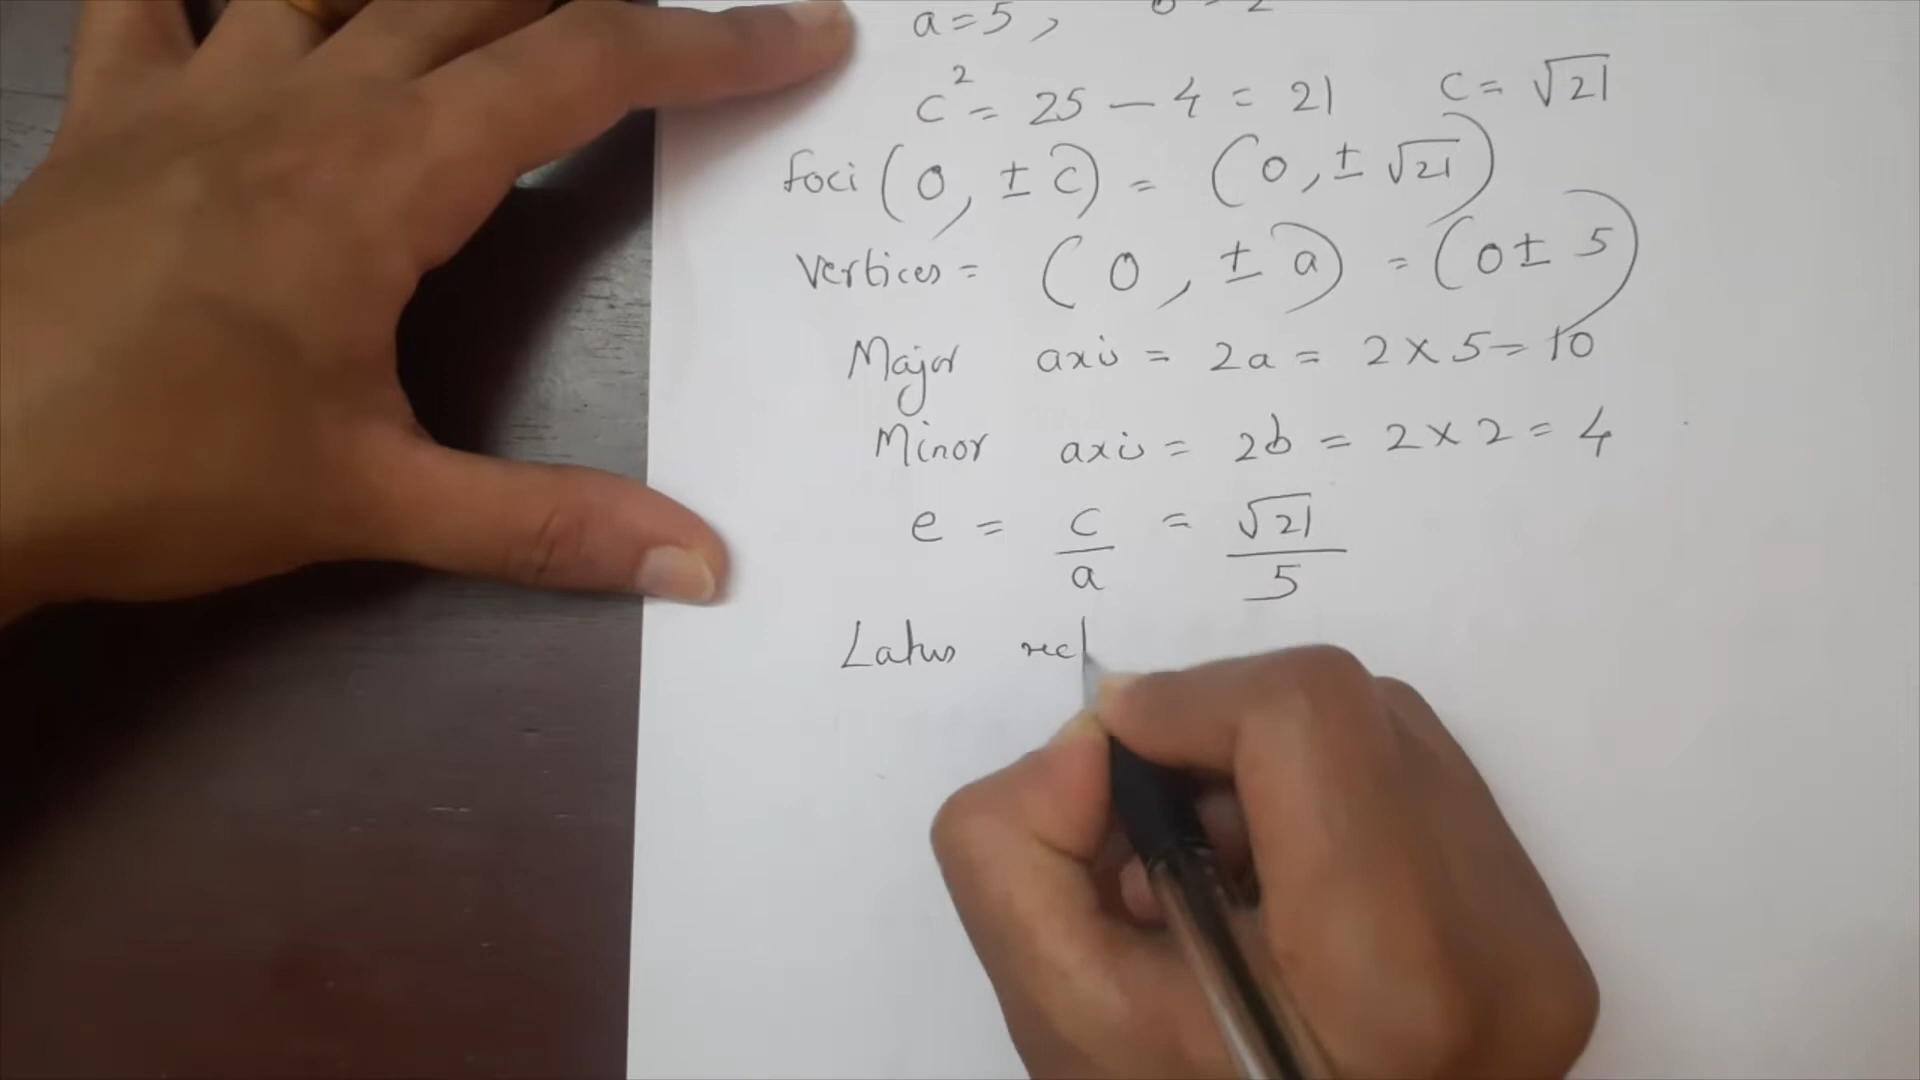 a = 5 ,
c² = 25 - 4 = 21 c = √21
foci (0, ± c) = (0, ± √21)
Vertices = (0, ± a) = (0 ± 5)
Major axis = 2a = 2 × 5 = 10
Minor axis = 2b = 2 × 2 = 4
e = c/a = √21/5
Latus rect